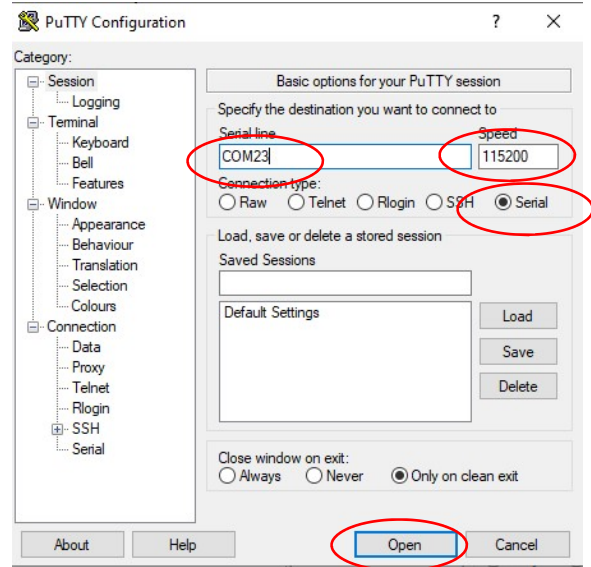 PuTTY Configuration ? ×
Category:
Session
Logging
Terminal
Keyboard
Bell
Features
Window
Appearance
Behaviour
Translation
Selection
Colours
Connection
Data
Proxy
Telnet
Rlogin
SSH
Serial
Basic options for your PuTTY session
Specify the destination you want to connect to
Serial line Speed
COM23 115200
Connection type:
Raw Telnet Rlogin SSH Serial
Load, save or delete a stored session
Saved Sessions
Default Settings
Load
Save
Delete
Close window on exit:
Always Never Only on clean exit
About Help Open Cancel